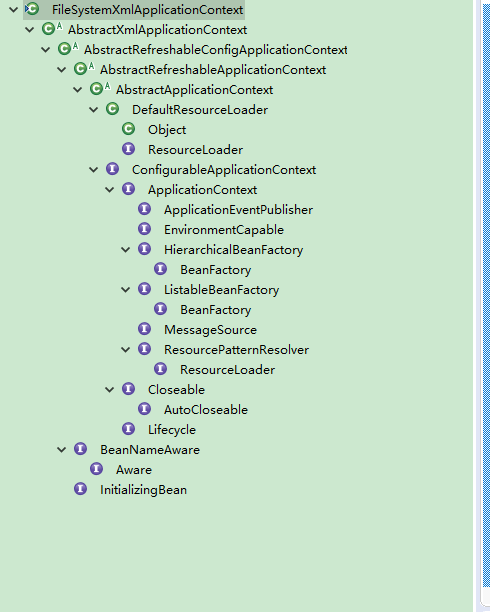 FileSystemXmlApplicationContext
AbstractXmlApplicationContext
AbstractRefreshableConfigApplicationContext
AbstractRefreshableApplicationContext
AbstractApplicationContext
DefaultResourceLoader
Object
ResourceLoader
ConfigurableApplicationContext
ApplicationContext
ApplicationEventPublisher
EnvironmentCapable
HierarchicalBeanFactory
BeanFactory
ListableBeanFactory
BeanFactory
MessageSource
ResourcePatternResolver
ResourceLoader
Closeable
AutoCloseable
Lifecycle
BeanNameAware
Aware
InitializingBean